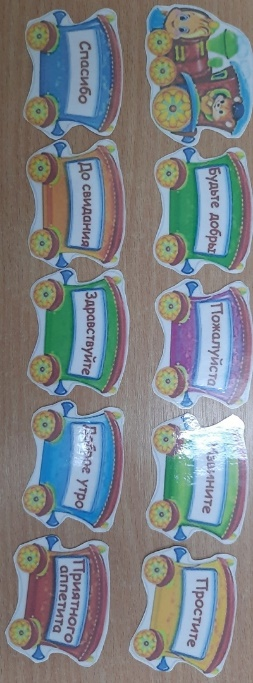 Спасибо
До свидания
Здравствуйте
Доброе утро
Приятного
аппетита
Будьте добры
Пожалуйста
Извините
Простите